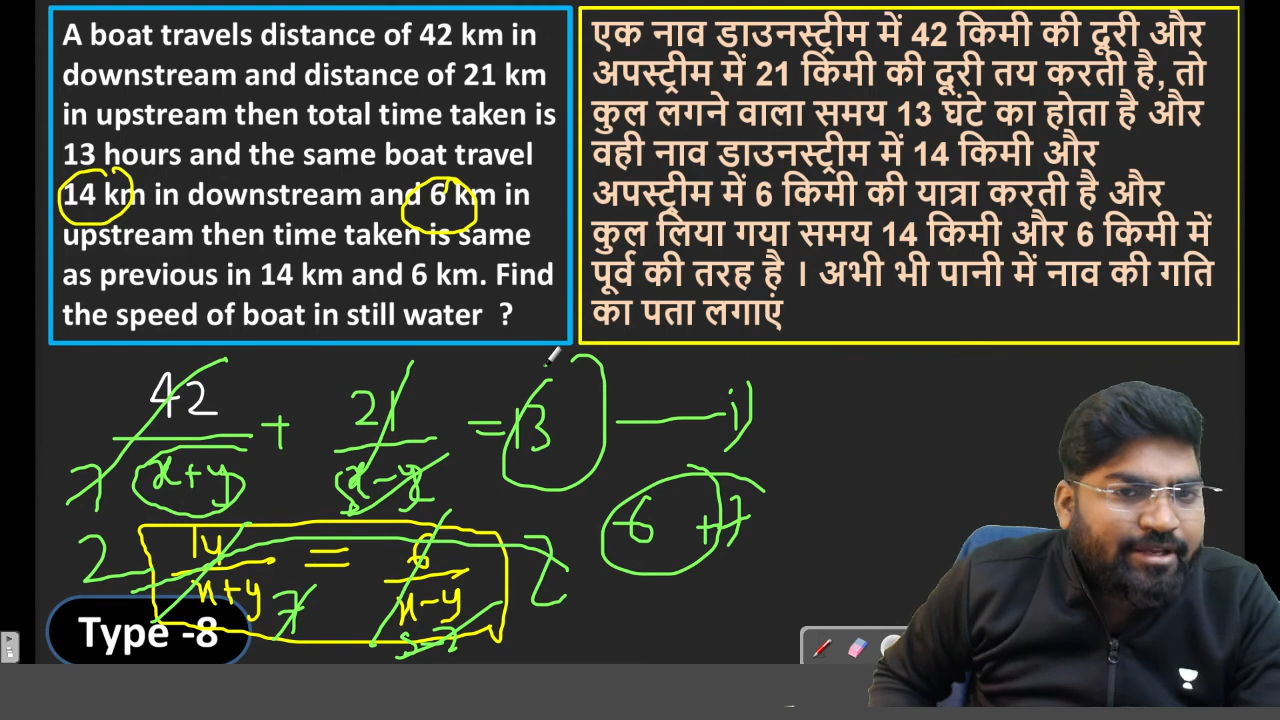 A boat travels distance of 42 km in
downstream and distance of 21 km
in upstream then total time taken is
13 hours and the same boat travel
14 km in downstream and 6 km in
upstream then time taken is same
as previous in 14 km and 6 km. Find
the speed of boat in still water ?
एक नाव डाउनस्ट्रीम में 42 किमी की दूरी और
अपस्ट्रीम में 21 किमी की दूरी तय करती है, तो
कुल लगने वाला समय 13 घंटे का होता है और
वही नाव डाउनस्ट्रीम में 14 किमी और
अपस्ट्रीम में 6 किमी की यात्रा करती है और
कुल लिया गया समय 14 किमी और 6 किमी में
पूर्व की तरह है । अभी भी पानी में नाव की गति
का पता लगाएं
42 21
+ =13 i)
7 x+y x-y
6 +7
2 14 = 6 2
x+y 7 x-y
Type -8